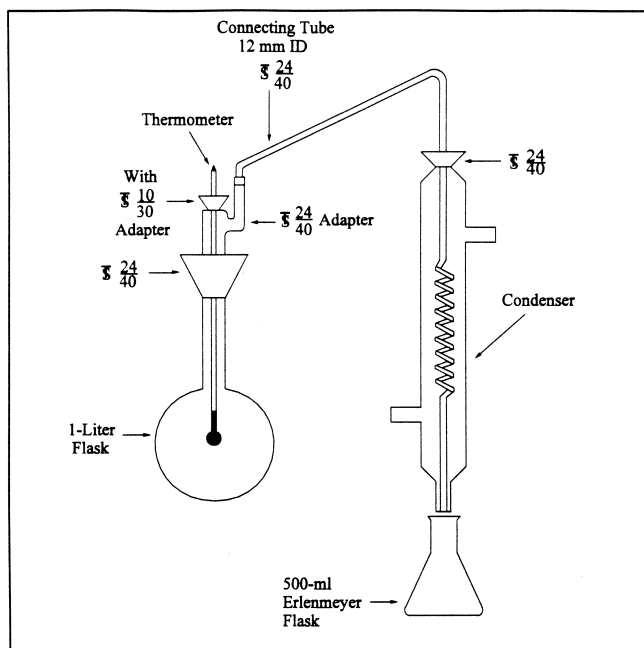 Connecting Tube
12 mm ID
$ 24/40
Thermometer
With
$ 10/30
Adapter
$ 24/40 Adapter
$ 24/40
$ 24/40
Condenser
1-Liter
Flask
500-ml
Erlenmeyer
Flask